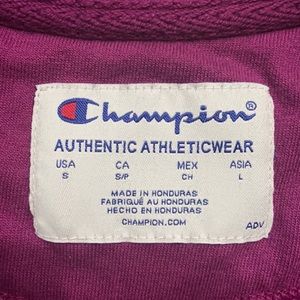 Champion®
AUTHENTIC ATHLETICWEAR
USA CA MEX ASIA
S S/P CH L
MADE IN HONDURAS
FABRIQUÉ AU HONDURAS
HECHO EN HONDURAS
CHAMPION.COM
ADV